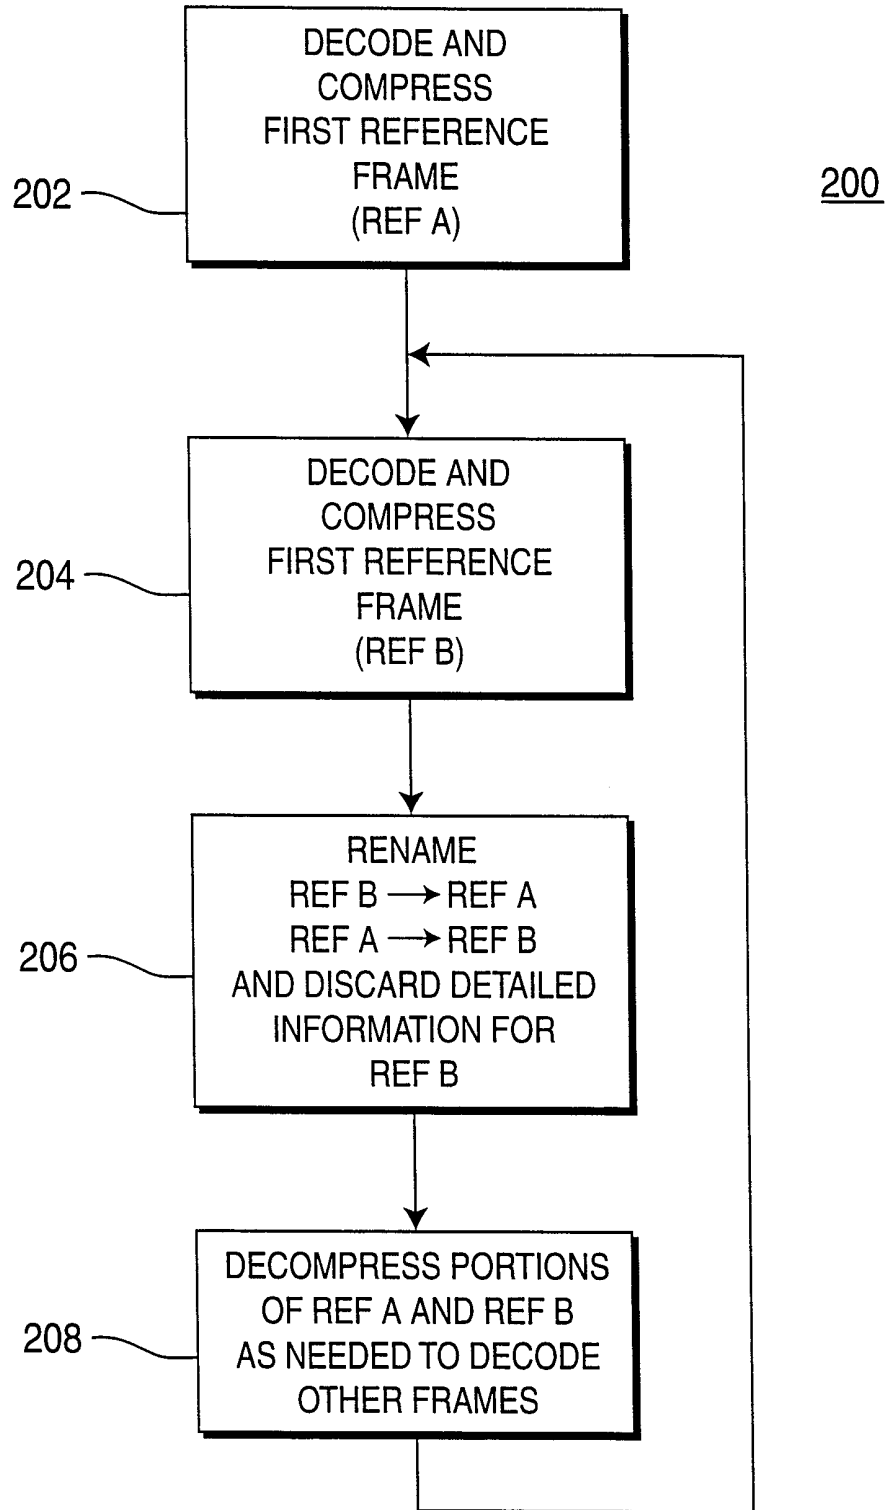 DECODE AND
COMPRESS
FIRST REFERENCE
FRAME
(REF A)
202
200
DECODE AND
COMPRESS
FIRST REFERENCE
FRAME
(REF B)
204
RENAME
REF B → REF A
REF A → REF B
AND DISCARD DETAILED
INFORMATION FOR
REF B
206
DECOMPRESS PORTIONS
OF REF A AND REF B
AS NEEDED TO DECODE
OTHER FRAMES
208